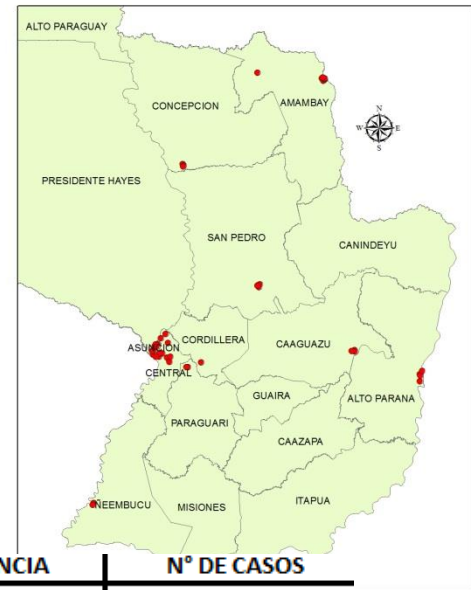 ALTO PARAGUAY
CONCEPCION
AMAMBAY
N
W E
S
PRESIDENTE HAYES
SAN PEDRO
CANINDEYU
ASUNCION
CORDILLERA
CAAGUAZU
CENTRAL
GUAIRA
ALTO PARANA
PARAGUARI
CAAZAPA
ÑEEMBUCU
MISIONES
ITAPUA
NCIA
N° DE CASOS